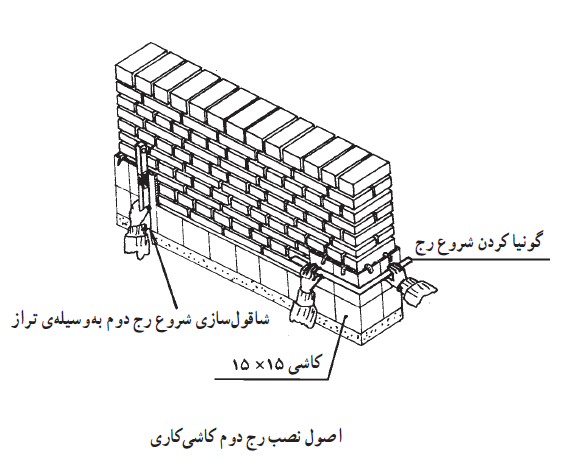 گونیا کردن شروع رج
شاقول‌سازی شروع رج دوم به‌وسیله‌ی تراز
کاشی ۱۵×۱۵
اصول نصب رج دوم کاشی‌کاری